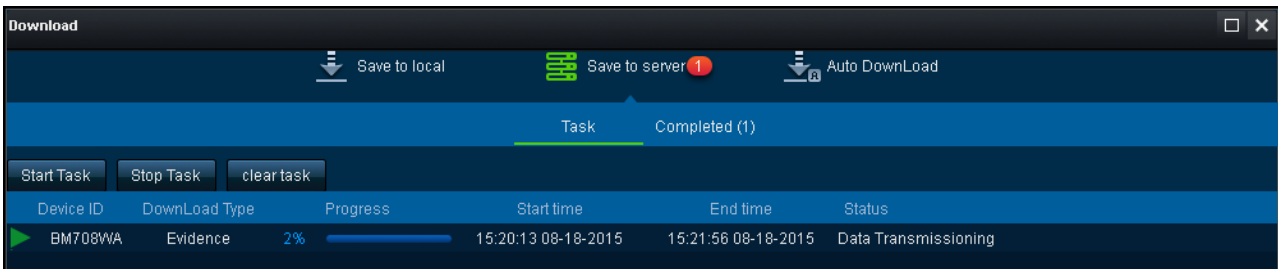 Download
Save to local Save to server 1 A Auto DownLoad
Task Completed (1)
Start Task Stop Task clear task
Device ID DownLoad Type Progress Start time End time Status
BM708WA Evidence 2% 15:20:13 08-18-2015 15:21:56 08-18-2015 Data Transmissioning